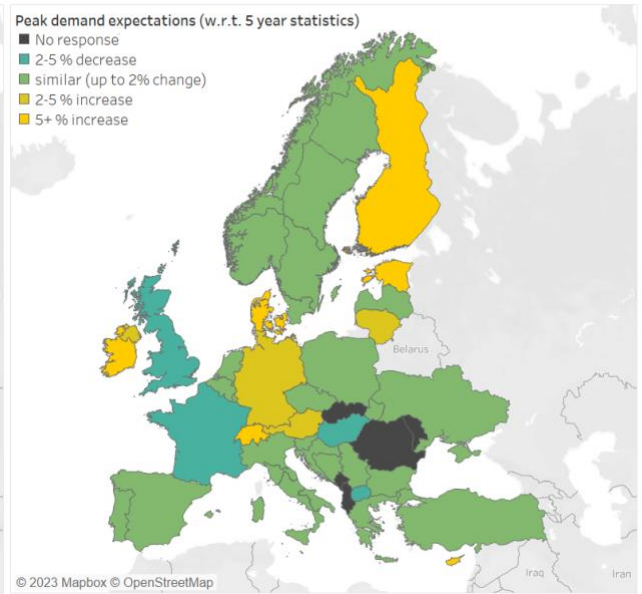 Peak demand expectations (w.r.t. 5 year statistics)
No response
2-5 % decrease
similar (up to 2% change)
2-5 % increase
5+ % increase
Belarus
Iraq
Iran
© 2023 Mapbox © OpenStreetMap